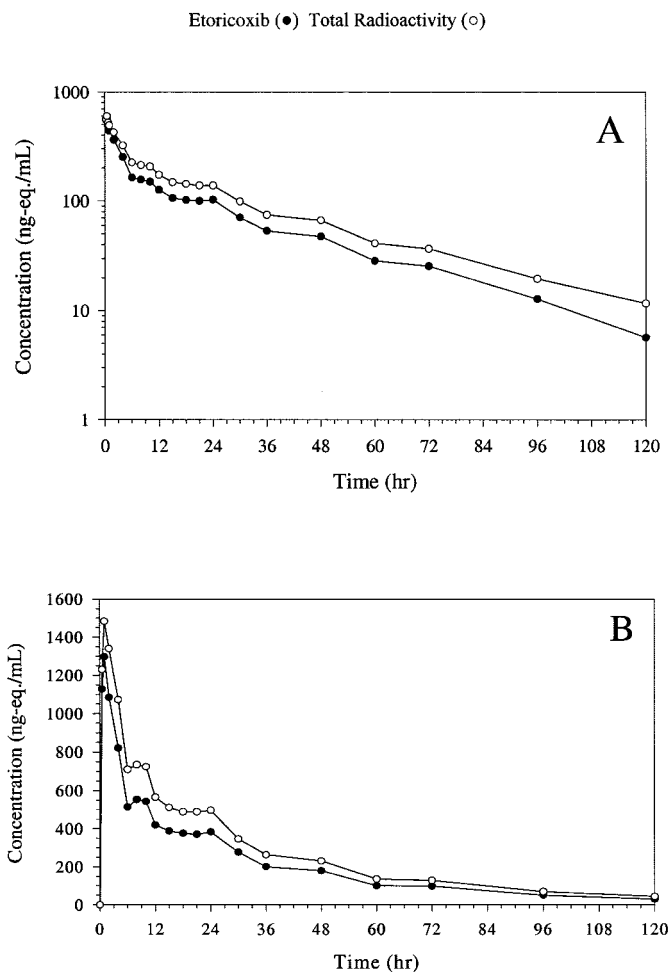 Etoricoxib (●) Total Radioactivity (○)
A
Concentration (ng-eq./mL)
1000
100
10
1
0 12 24 36 48 60 72 84 96 108 120
Time (hr)
B
Concentration (ng-eq./mL)
1600
1400
1200
1000
800
600
400
200
0
0 12 24 36 48 60 72 84 96 108 120
Time (hr)